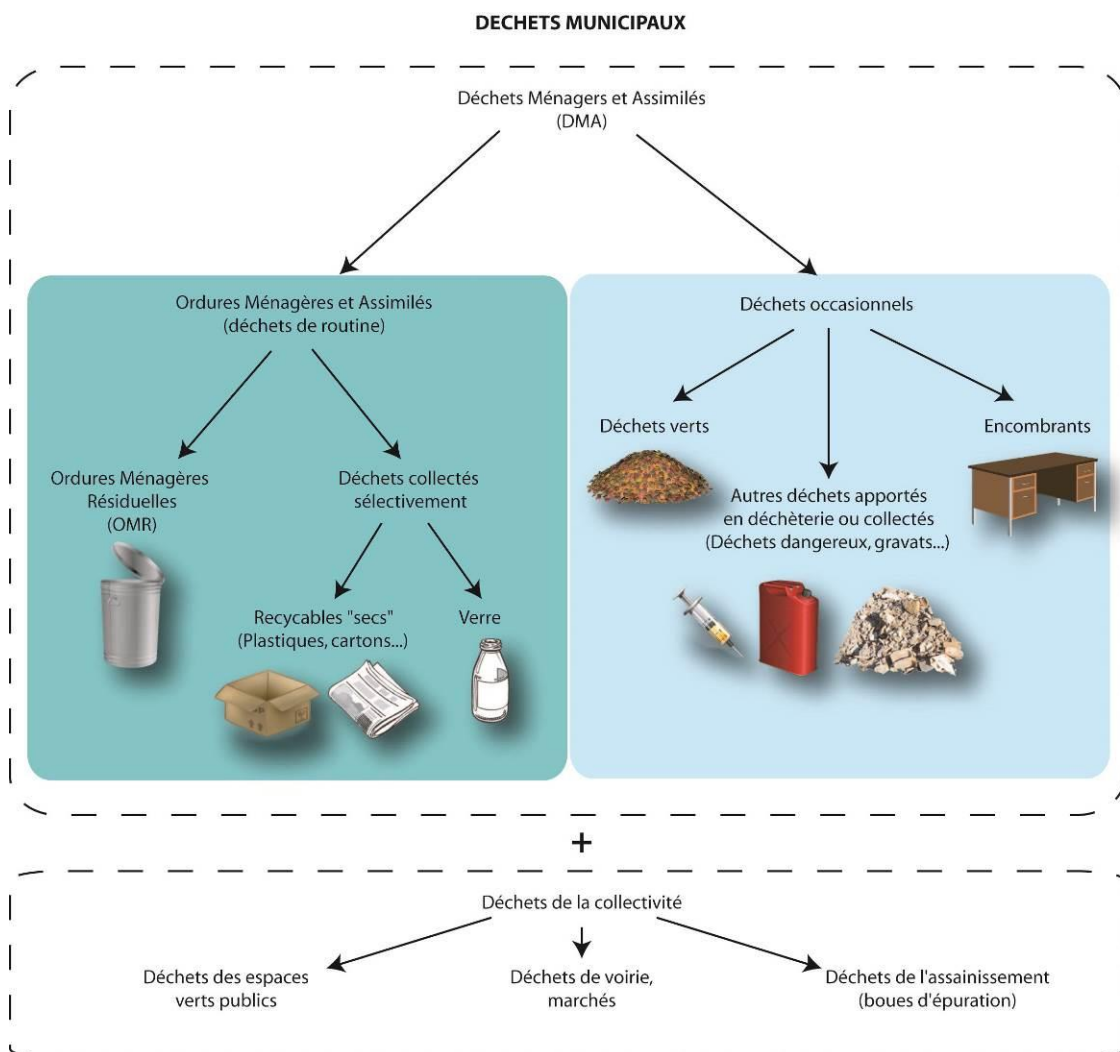 DECHETS MUNICIPAUX
Déchets Ménagers et Assimilés
(DMA)
Ordures Ménagères et Assimilés
(déchets de routine)
Déchets occasionnels
Ordures Ménagères
Résiduelles
(OMR)
Déchets collectés
sélectivement
Recycables "secs"
(Plastiques, cartons...)
Verre
Déchets verts
Autres déchets apportés
en déchèterie ou collectés
(Déchets dangereux, gravats...)
Encombrants
+
Déchets de la collectivité
Déchets des espaces
verts publics
Déchets de voirie,
marchés
Déchets de l'assainissement
(boues d'épuration)